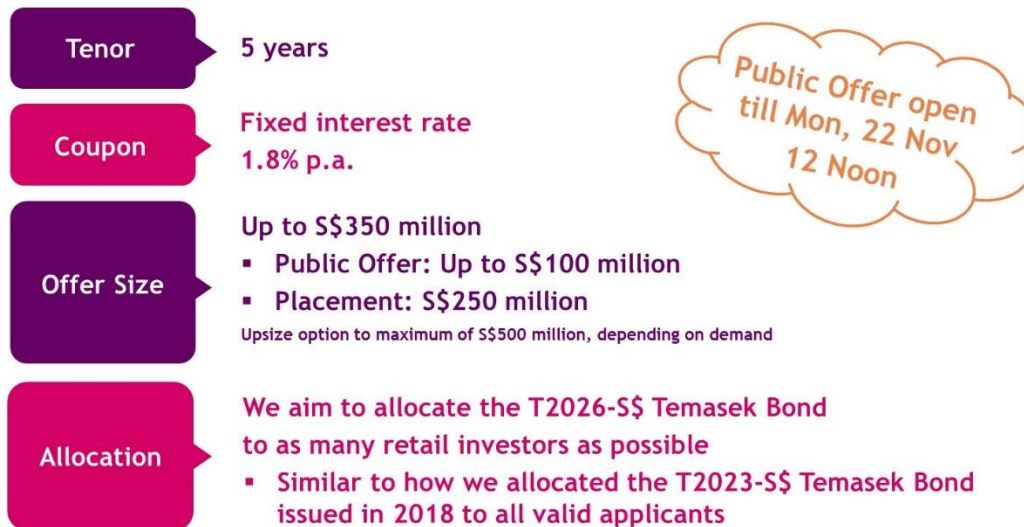 Tenor
5 years
Public Offer open
till Mon, 22 Nov
12 Noon
Coupon
Fixed interest rate
1.8% p.a.
Offer Size
Up to S$350 million
▪ Public Offer: Up to S$100 million
▪ Placement: S$250 million
Upsize option to maximum of S$500 million, depending on demand
Allocation
We aim to allocate the T2026-S$ Temasek Bond
to as many retail investors as possible
▪ Similar to how we allocated the T2023-S$ Temasek Bond
issued in 2018 to all valid applicants